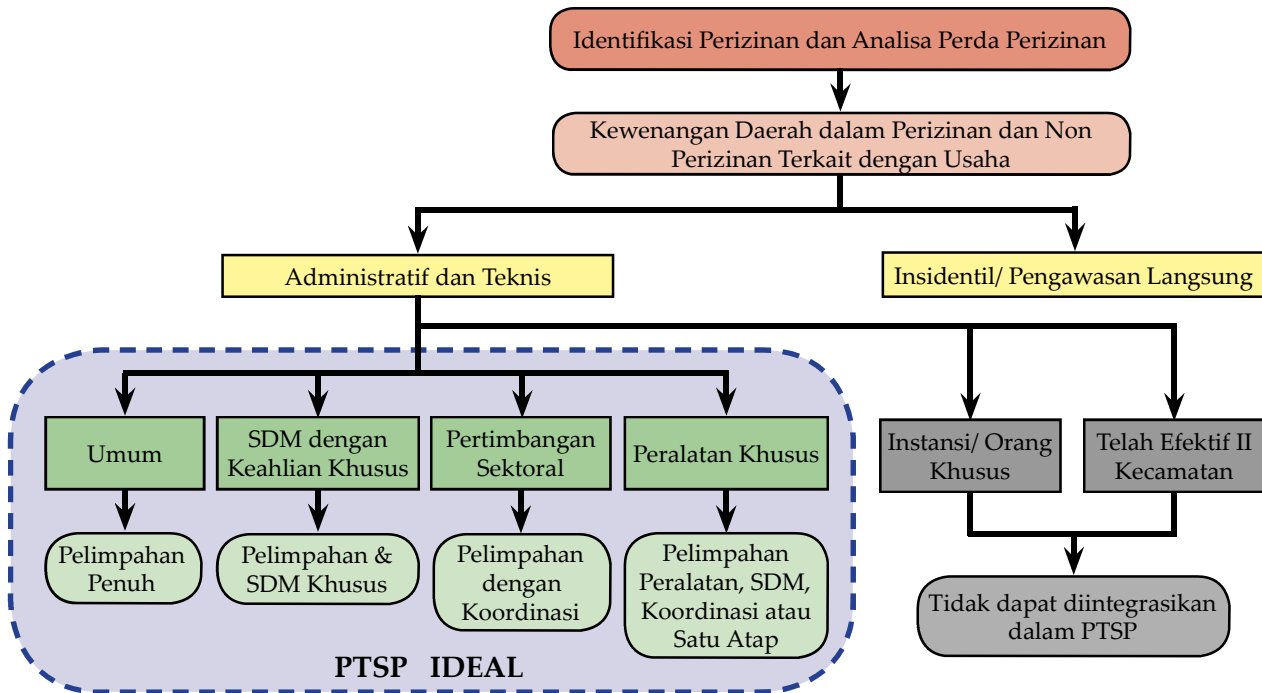 Identifikasi Perizinan dan Analisa Perda Perizinan
Kewenangan Daerah dalam Perizinan dan Non
Perizinan Terkait dengan Usaha
Administratif dan Teknis
Insidentil/ Pengawasan Langsung
Umum
SDM dengan
Keahlian Khusus
Pertimbangan
Sektoral
Peralatan Khusus
Instansi/ Orang
Khusus
Telah Efektif II
Kecamatan
Pelimpahan
Penuh
Pelimpahan &
SDM Khusus
Pelimpahan
dengan
Koordinasi
Pelimpahan
Peralatan, SDM,
Koordinasi atau
Satu Atap
Tidak dapat diintegrasikan
dalam PTSP
PTSP IDEAL